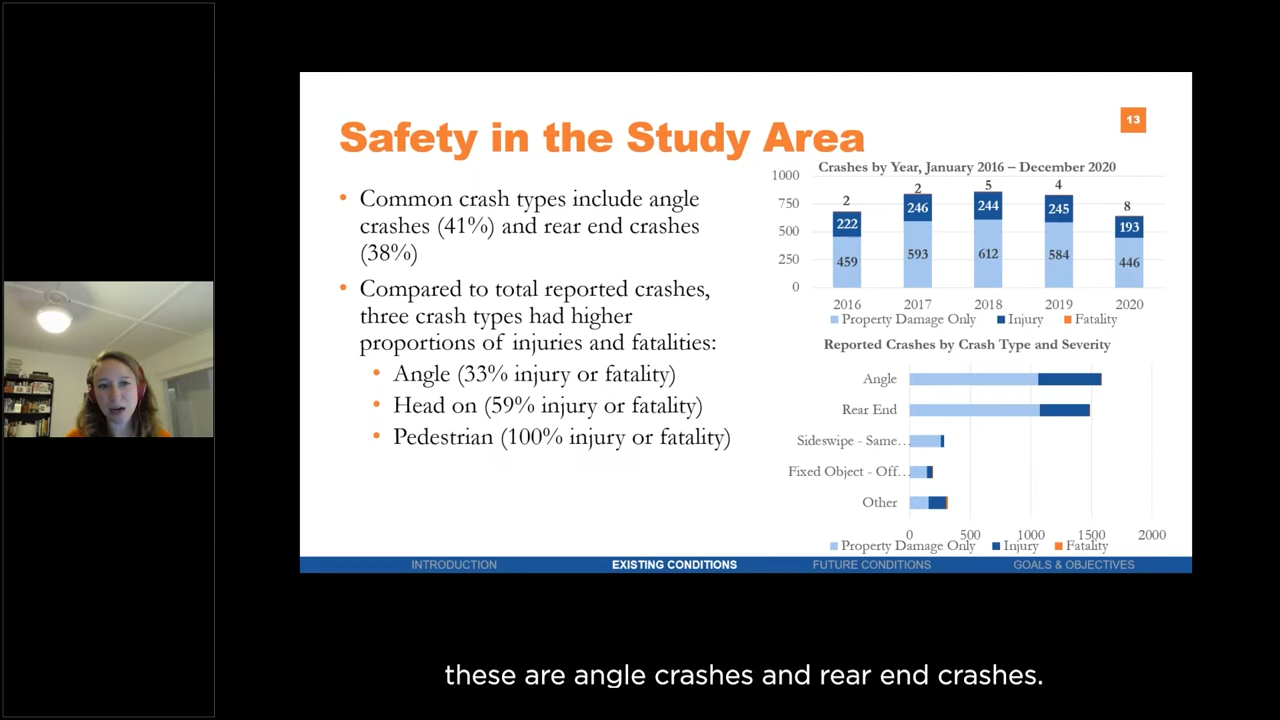 Safety in the Study Area
13
• Common crash types include angle
crashes (41%) and rear end crashes
(38%)
• Compared to total reported crashes,
three crash types had higher
proportions of injuries and fatalities:
• Angle (33% injury or fatality)
• Head on (59% injury or fatality)
• Pedestrian (100% injury or fatality)
Crashes by Year, January 2016 – December 2020
1000
750
500
250
0
2 2 5 4 8
222 246 244 245 193
459 593 612 584 446
2016 2017 2018 2019 2020
Property Damage Only Injury Fatality
Reported Crashes by Crash Type and Severity
Angle
Rear End
Sideswipe - Same…
Fixed Object - Off…
Other
0 500 1000 1500 2000
Property Damage Only Injury Fatality
INTRODUCTION EXISTING CONDITIONS FUTURE CONDITIONS GOALS & OBJECTIVES
these are angle crashes and rear end crashes.